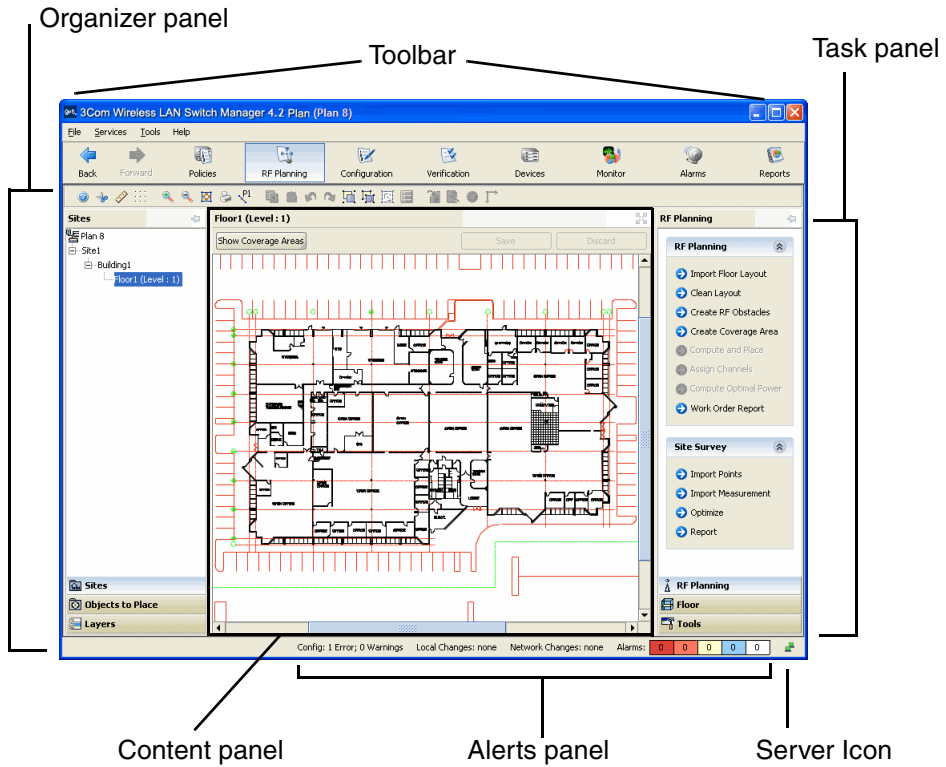 Organizer panel
Toolbar
Task panel
3Com Wireless LAN Switch Manager 4.2 Plan (Plan 8)
File Services Tools Help
Back Forward Policies RF Planning Configuration Verification Devices Monitor Alarms Reports
Sites
Plan 8
Site1
Building1
Floor1 (Level : 1)
Sites
Objects to Place
Layers
Floor1 (Level : 1)
Show Coverage Areas Save Discard
RF Planning
RF Planning
Import Floor Layout
Clean Layout
Create RF Obstacles
Create Coverage Area
Compute and Place
Assign Channels
Compute Optimal Power
Work Order Report
Site Survey
Import Points
Import Measurement
Optimize
Report
RF Planning
Floor
Tools
Config: 1 Error; 0 Warnings Local Changes: none Network Changes: none Alarms: 0 0 0 0 0
Content panel
Alerts panel
Server Icon